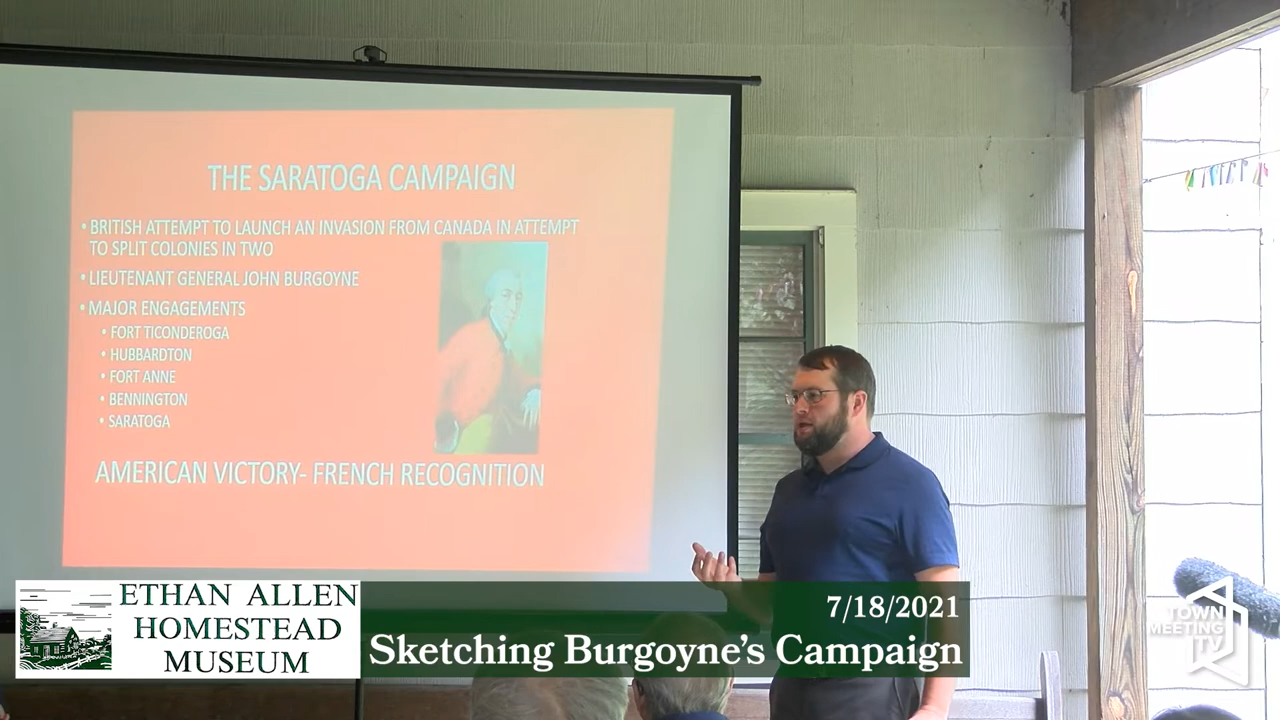 THE SARATOGA CAMPAIGN
• BRITISH ATTEMPT TO LAUNCH AN INVASION FROM CANADA IN ATTEMPT
TO SPLIT COLONIES IN TWO
• LIEUTENANT GENERAL JOHN BURGOYNE
• MAJOR ENGAGEMENTS
• FORT TICONDEROGA
• HUBBARDTON
• FORT ANNE
• BENNINGTON
• SARATOGA
AMERICAN VICTORY- FRENCH RECOGNITION
ETHAN ALLEN
HOMESTEAD
MUSEUM
7/18/2021
Sketching Burgoyne's Campaign
TOWN
MEETING
TV